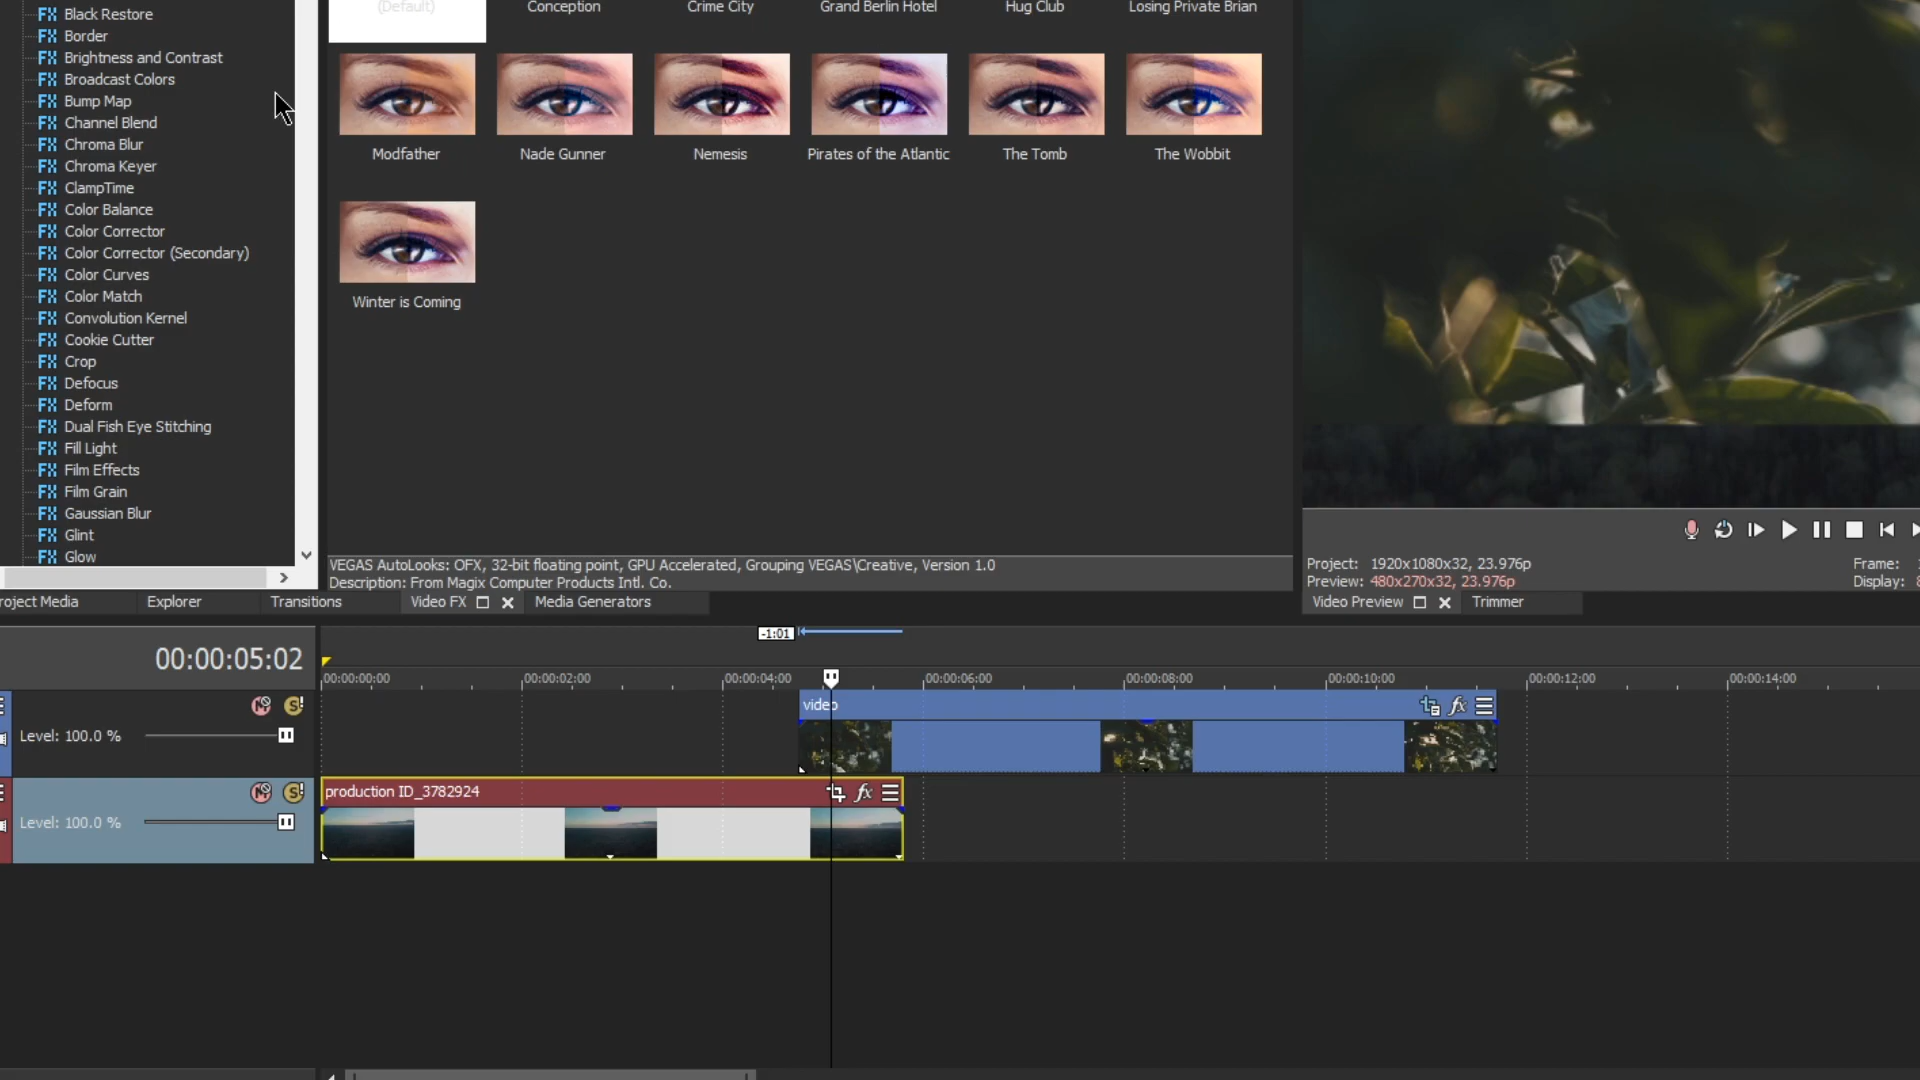 FX Black Restore
FX Border
FX Brightness and Contrast
FX Broadcast Colors
FX Bump Map
FX Channel Blend
FX Chroma Blur
FX Chroma Keyer
FX ClampTime
FX Color Balance
FX Color Corrector
FX Color Corrector (Secondary)
FX Color Curves
FX Color Match
FX Convolution Kernel
FX Cookie Cutter
FX Crop
FX Defocus
FX Deform
FX Dual Fish Eye Stitching
FX Fill Light
FX Film Effects
FX Film Grain
FX Gaussian Blur
FX Glint
FX Glow
(Default) Conception Crime City Grand Berlin Hotel Hug Club Losing Private Brian
Modfather Nade Gunner Nemesis Pirates of the Atlantic The Tomb The Wobbit
Winter is Coming
VEGAS AutoLooks: OFX, 32-bit floating point, GPU Accelerated, Grouping VEGAS\Creative, Version 1.0
Description: From Magix Computer Products Intl. Co.
Project: 1920x1080x32, 23.976p Frame:
Preview: 480x270x32, 23.976p Display:
roject Media Explorer Transitions Video FX Media Generators Video Preview Trimmer
-1:01
00:00:05:02
00:00:00:00 00:00:02:00 00:00:04:00 00:00:06:00 00:00:08:00 00:00:10:00 00:00:12:00 00:00:14:00
video fx
Level: 100.0 %
production ID_3782924 fx
Level: 100.0 %